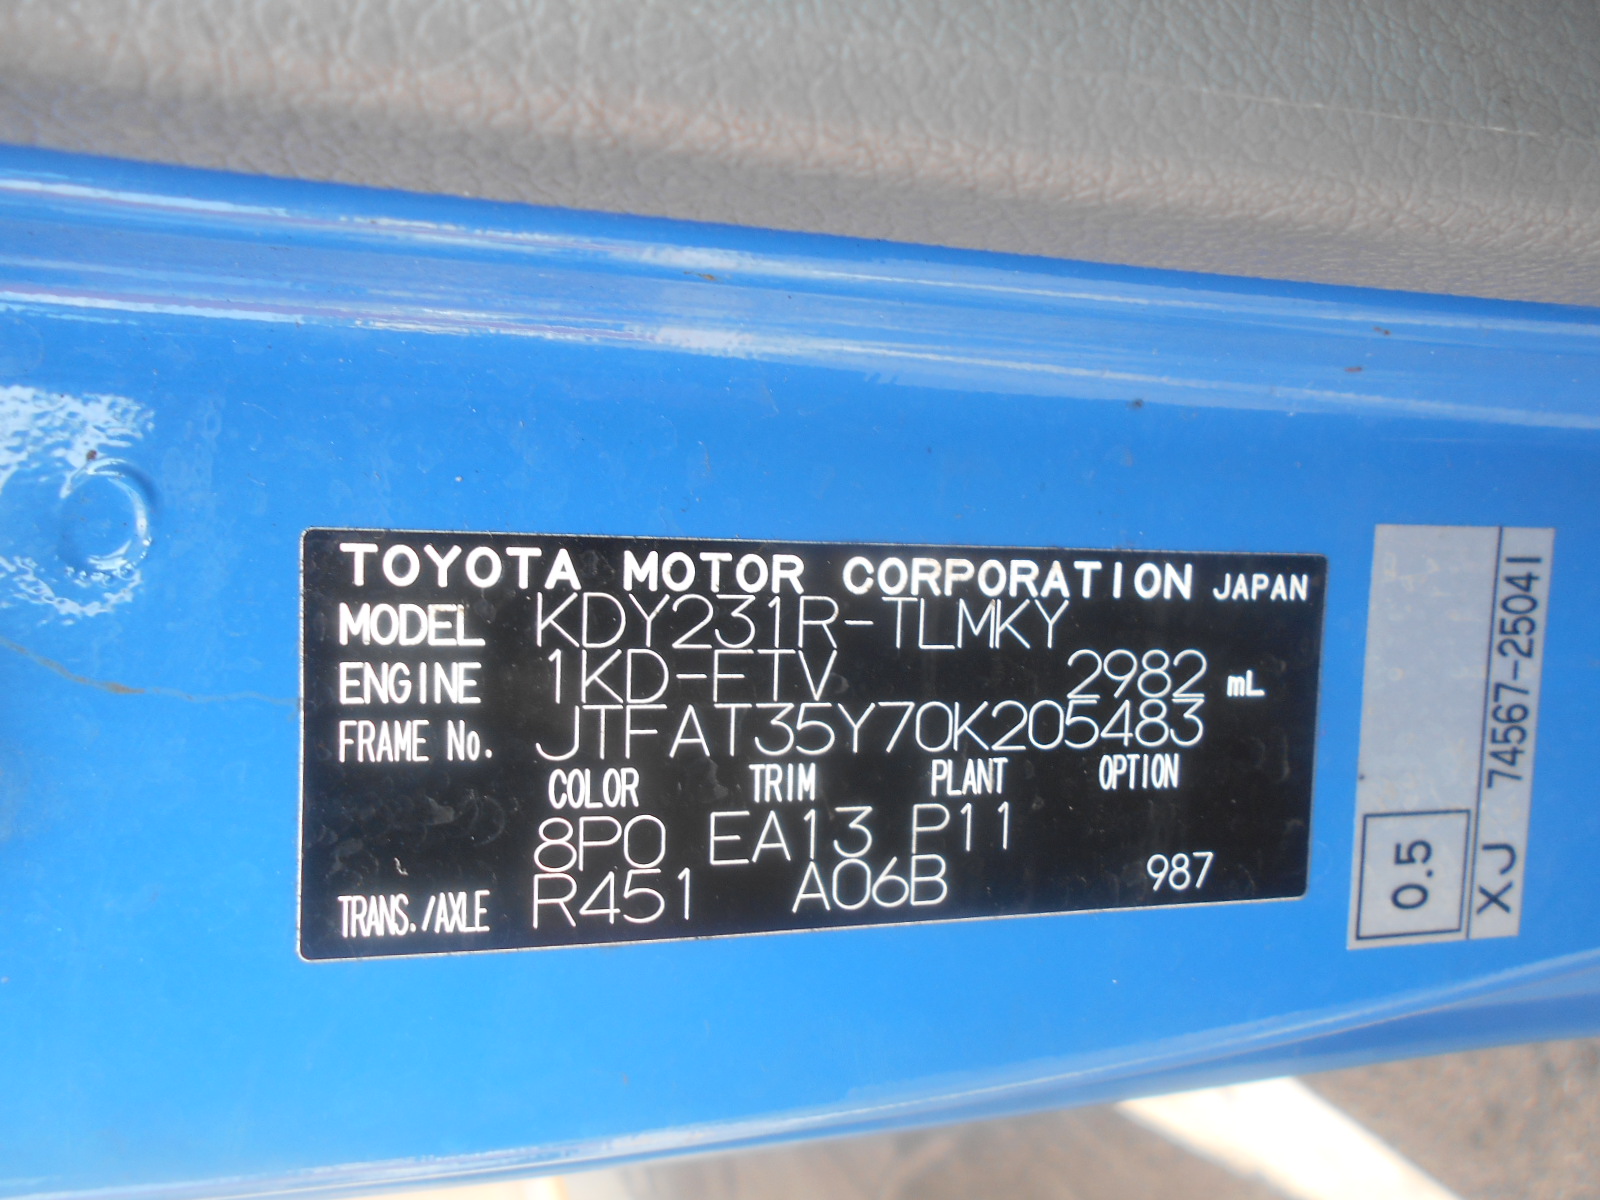 TOYOTA MOTOR CORPORATION JAPAN
MODEL KDY231R-TLMKY
ENGINE 1KD-FTV 2982 mL
FRAME No. JTFAT35Y70K205483
COLOR TRIM PLANT OPTION
8P0 EA13 P11
TRANS./AXLE R451 A06B 987
0.5
XJ 74567-25041